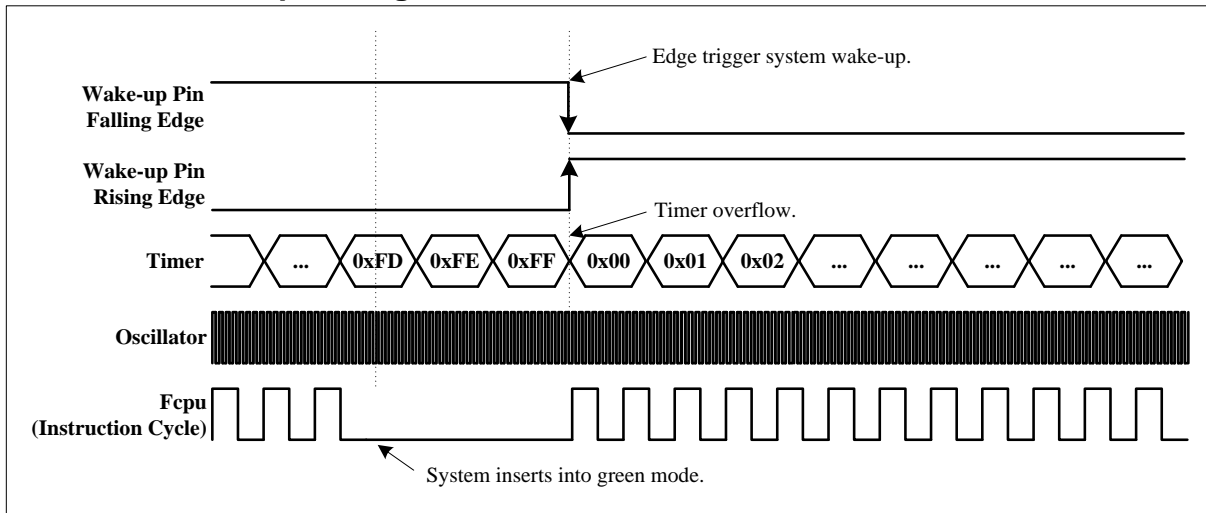 Edge trigger system wake-up.
Wake-up Pin
Falling Edge
Wake-up Pin
Rising Edge
Timer overflow.
Timer ... 0xFD 0xFE 0xFF 0x00 0x01 0x02 ... ... ... ... ...
Oscillator
Fcpu
(Instruction Cycle)
System inserts into green mode.